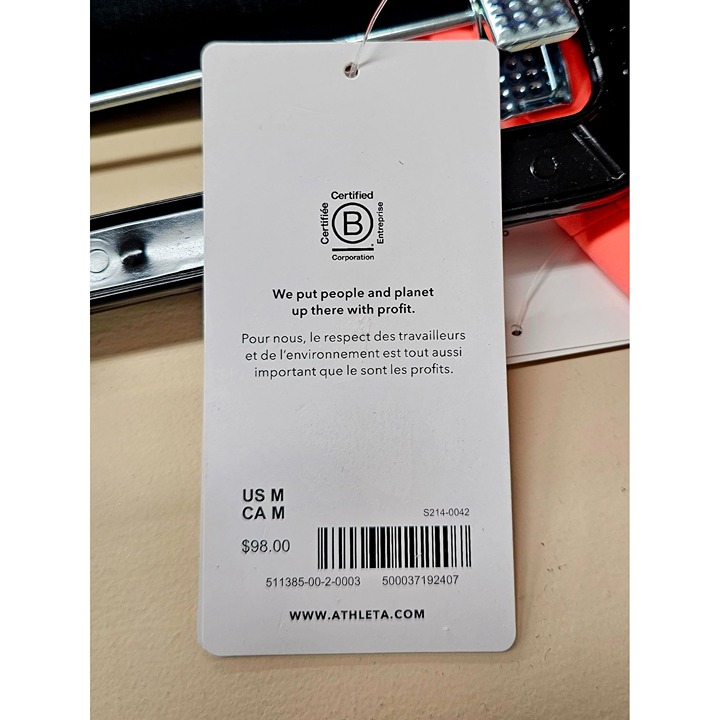 Certified
Certifiée
B
Entreprise
Corporation
We put people and planet
up there with profit.
Pour nous, le respect des travailleurs
et de l’environnement est tout aussi
important que le sont les profits.
US M
CA M
S214-0042
$98.00
511385-00-2-0003 500037192407
WWW.ATHLETA.COM